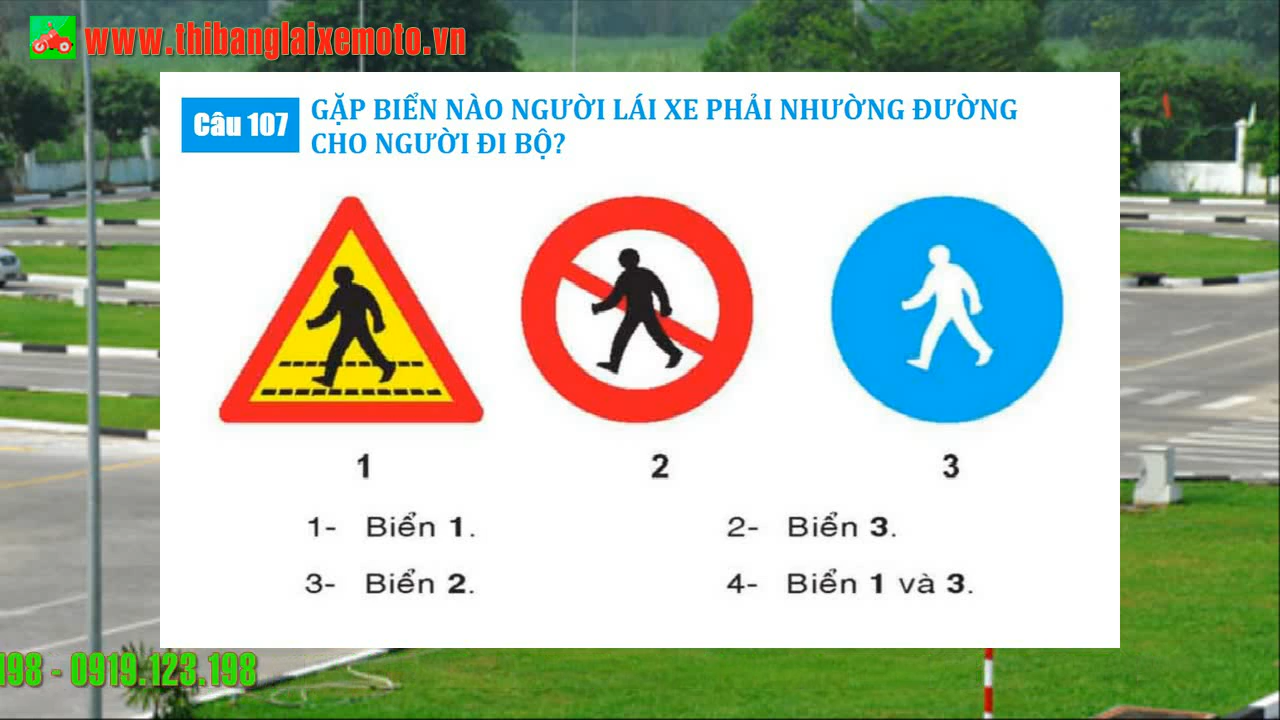 www.thibanglaixemoto.vn
Câu 107
GẶP BIỂN NÀO NGƯỜI LÁI XE PHẢI NHƯỜNG ĐƯỜNG
CHO NGƯỜI ĐI BỘ?
1 2 3
1- Biển 1. 2- Biển 3.
3- Biển 2. 4- Biển 1 và 3.
198 - 0919.123.198